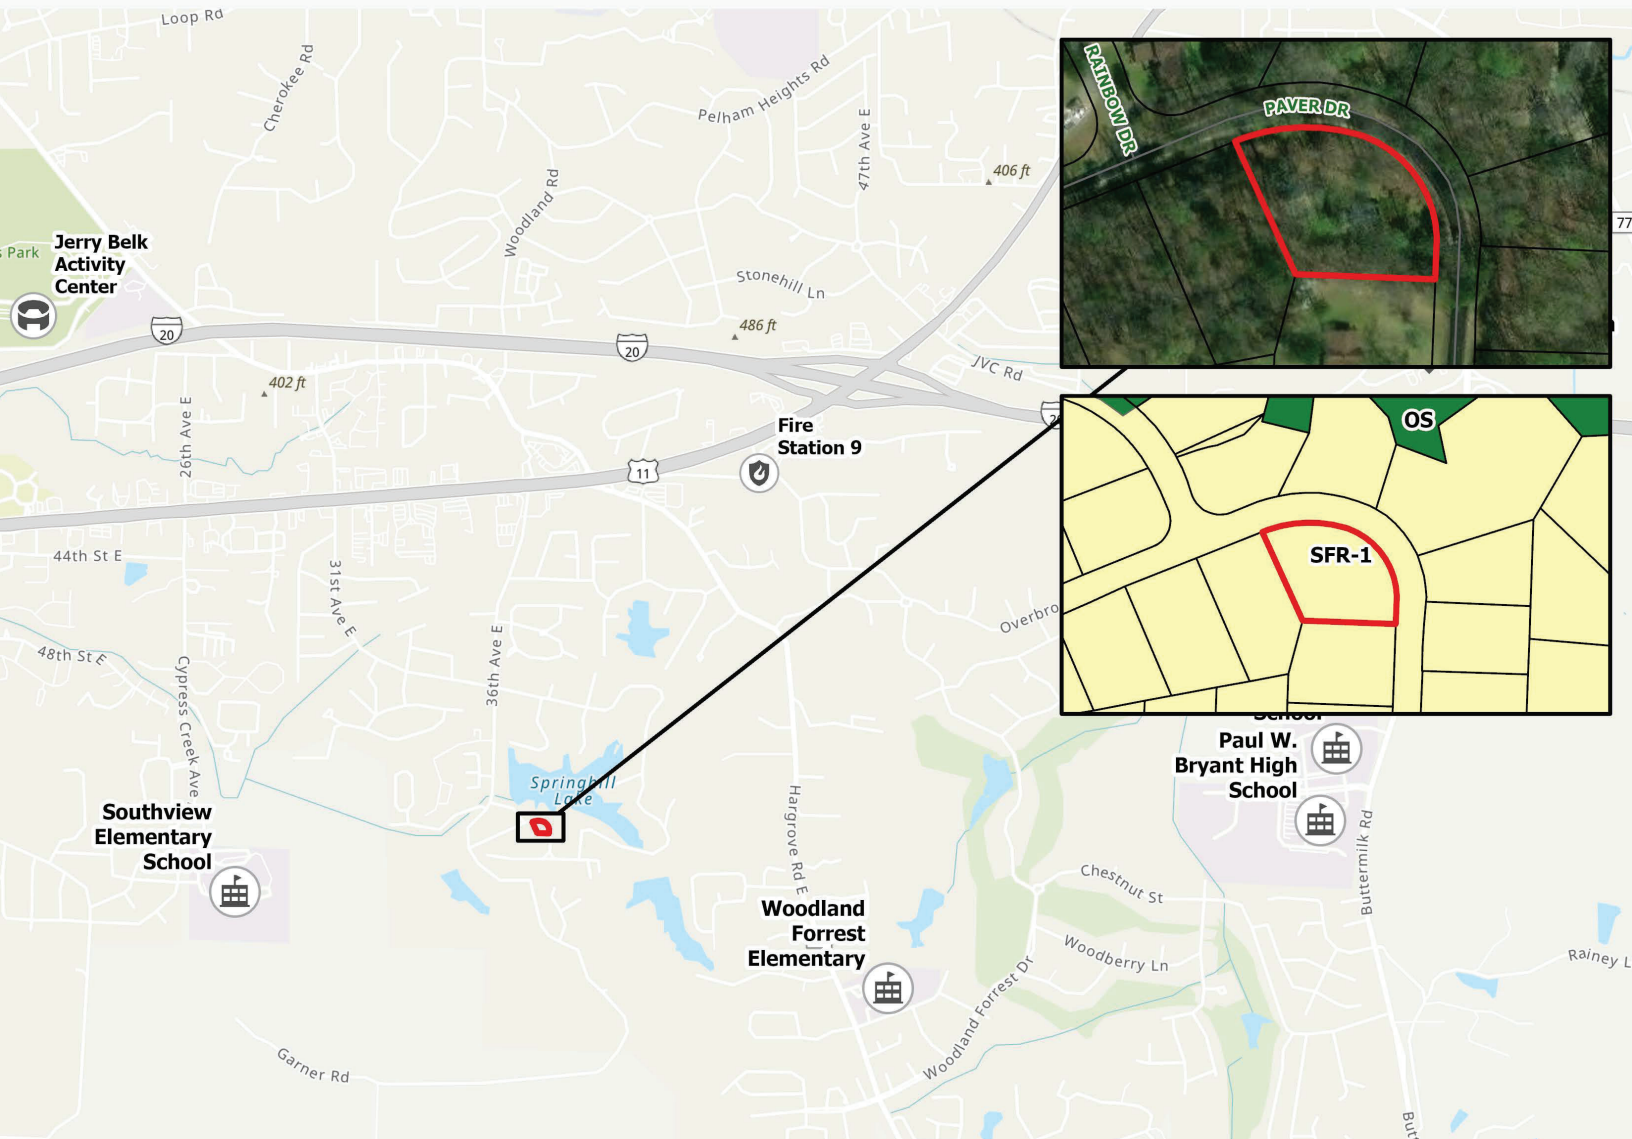 Loop Rd
Cherokee Rd
Pelham Heights Rd
47th Ave E
406 ft
RAINBOW DR
PAVER DR
77
Woodland Rd
s Park
Jerry Belk
Activity
Center
Stonehill Ln
20
20
486 ft
JVC Rd
402 ft
26th Ave E
Fire
Station 9
11
OS
44th St E
31st Ave E
SFR-1
Overbro
48th St E
Cypress Creek Ave
36th Ave E
School
Paul W.
Bryant High
School
Springhill
Lake
Southview
Elementary
School
Hargrove Rd E
Buttermilk Rd
Chestnut St
Woodland
Forrest
Elementary
Woodberry Ln
Rainey L
Woodland Forrest Dr
Garner Rd
But